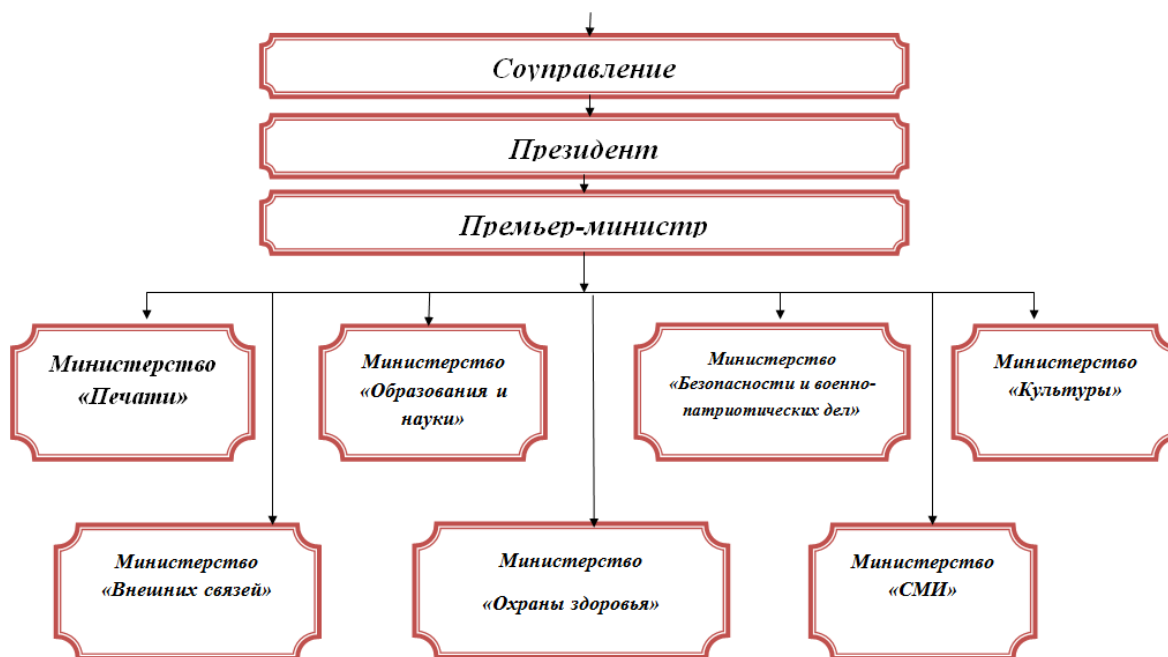 Соуправление
Президент
Премьер-министр
Министерство
«Печати»
Министерство
«Образования и
науки»
Министерство
«Безопасности и военно-
патриотических дел»
Министерство
«Культуры»
Министерство
«Внешних связей»
Министерство
«Охраны здоровья»
Министерство
«СМИ»